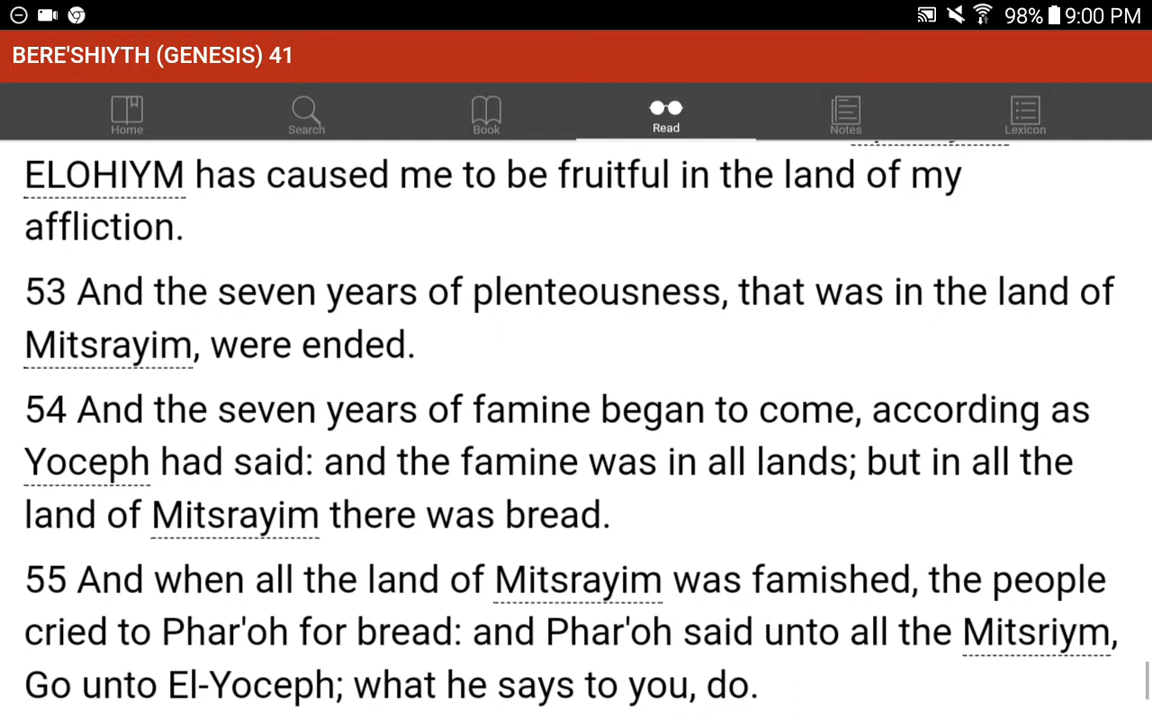 98% 9:00 PM
BERE'SHIYTH (GENESIS) 41
Home Search Book Read Notes Lexicon
ELOHIYM has caused me to be fruitful in the land of my
affliction.
53 And the seven years of plenteousness, that was in the land of
Mitsrayim, were ended.
54 And the seven years of famine began to come, according as
Yoceph had said: and the famine was in all lands; but in all the
land of Mitsrayim there was bread.
55 And when all the land of Mitsrayim was famished, the people
cried to Phar'oh for bread: and Phar'oh said unto all the Mitsriym,
Go unto El-Yoceph; what he says to you, do.